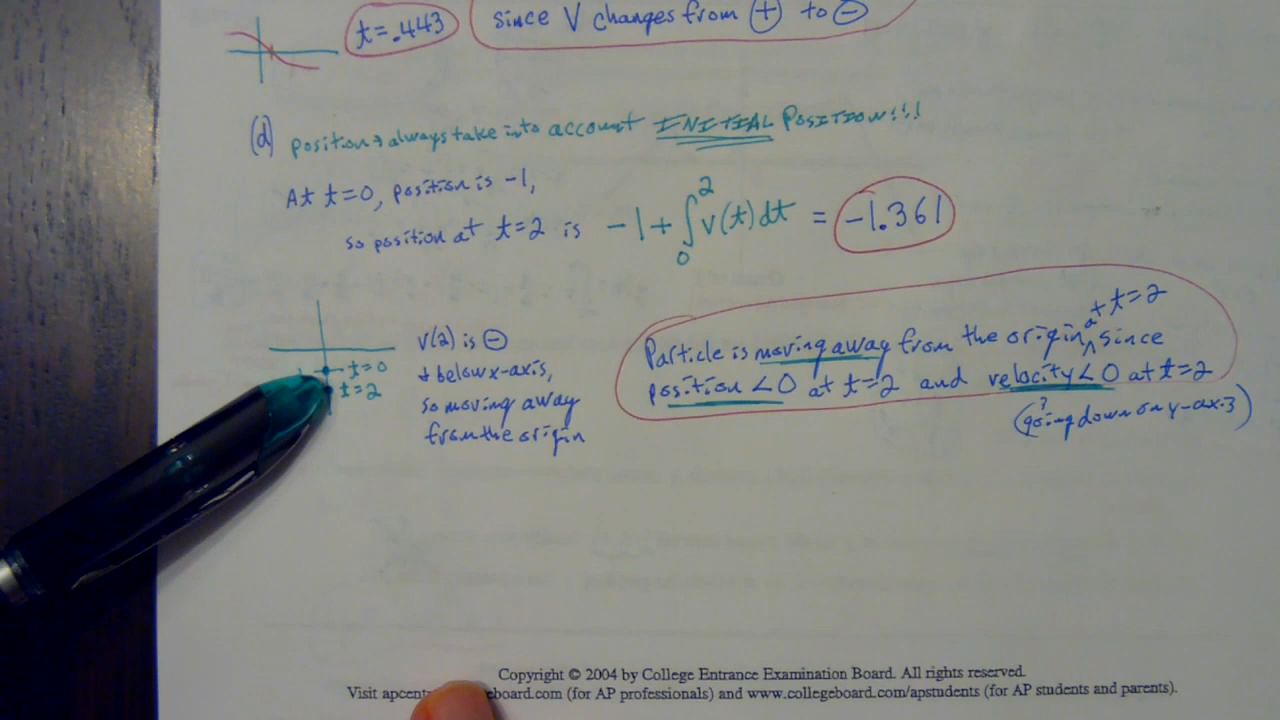 t=.443
since V changes from (+) to (-)
(d) position → always take into account INITIAL POSITION!!!
At t=0, position is -1,
so position at t=2 is -1 + ∫₀² v(t)dt = -1.361
t=0
t=2
v(2) is (-)
+ below x-axis,
so moving away
from the origin
Particle is moving away from the origin at t=2 since
position <0 at t=2 and velocity <0 at t=2
(going down on y-axis)
Copyright © 2004 by College Entrance Examination Board. All rights reserved.
Visit apcent eboard.com (for AP professionals) and www.collegeboard.com/apstudents (for AP students and parents).